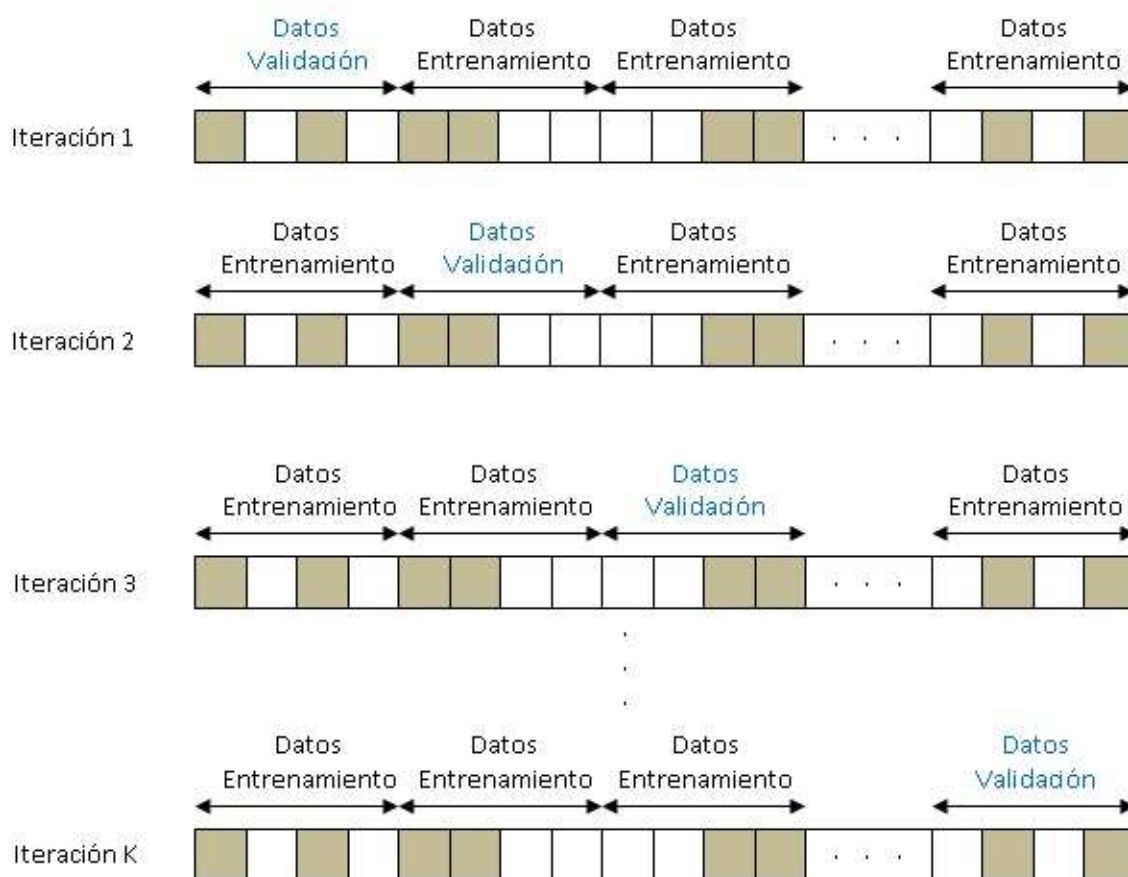 Datos
Validación
Datos
Entrenamiento
Datos
Entrenamiento
Datos
Entrenamiento
Iteración 1
. . .
Datos
Entrenamiento
Datos
Validación
Datos
Entrenamiento
Datos
Entrenamiento
Iteración 2
. . .
Datos
Entrenamiento
Datos
Entrenamiento
Datos
Validación
Datos
Entrenamiento
Iteración 3
. . .
.
.
.
Datos
Entrenamiento
Datos
Entrenamiento
Datos
Entrenamiento
Datos
Validación
Iteración K
. . .